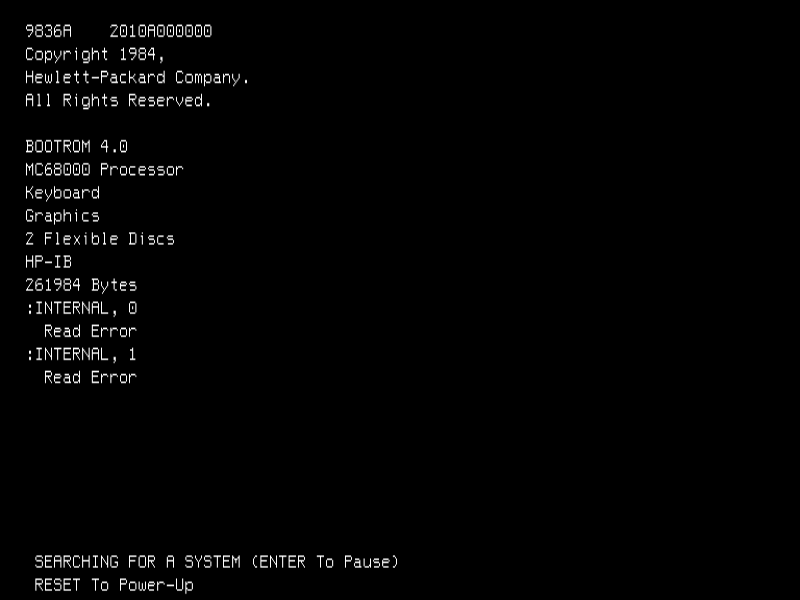 9836A    2010A000000
Copyright 1984,
Hewlett-Packard Company.
All Rights Reserved.
BOOTROM 4.0
MC68000 Processor
Keyboard
Graphics
2 Flexible Discs
HP-IB
261984 Bytes
:INTERNAL, 0
  Read Error
:INTERNAL, 1
  Read Error
SEARCHING FOR A SYSTEM (ENTER To Pause)
RESET To Power-Up